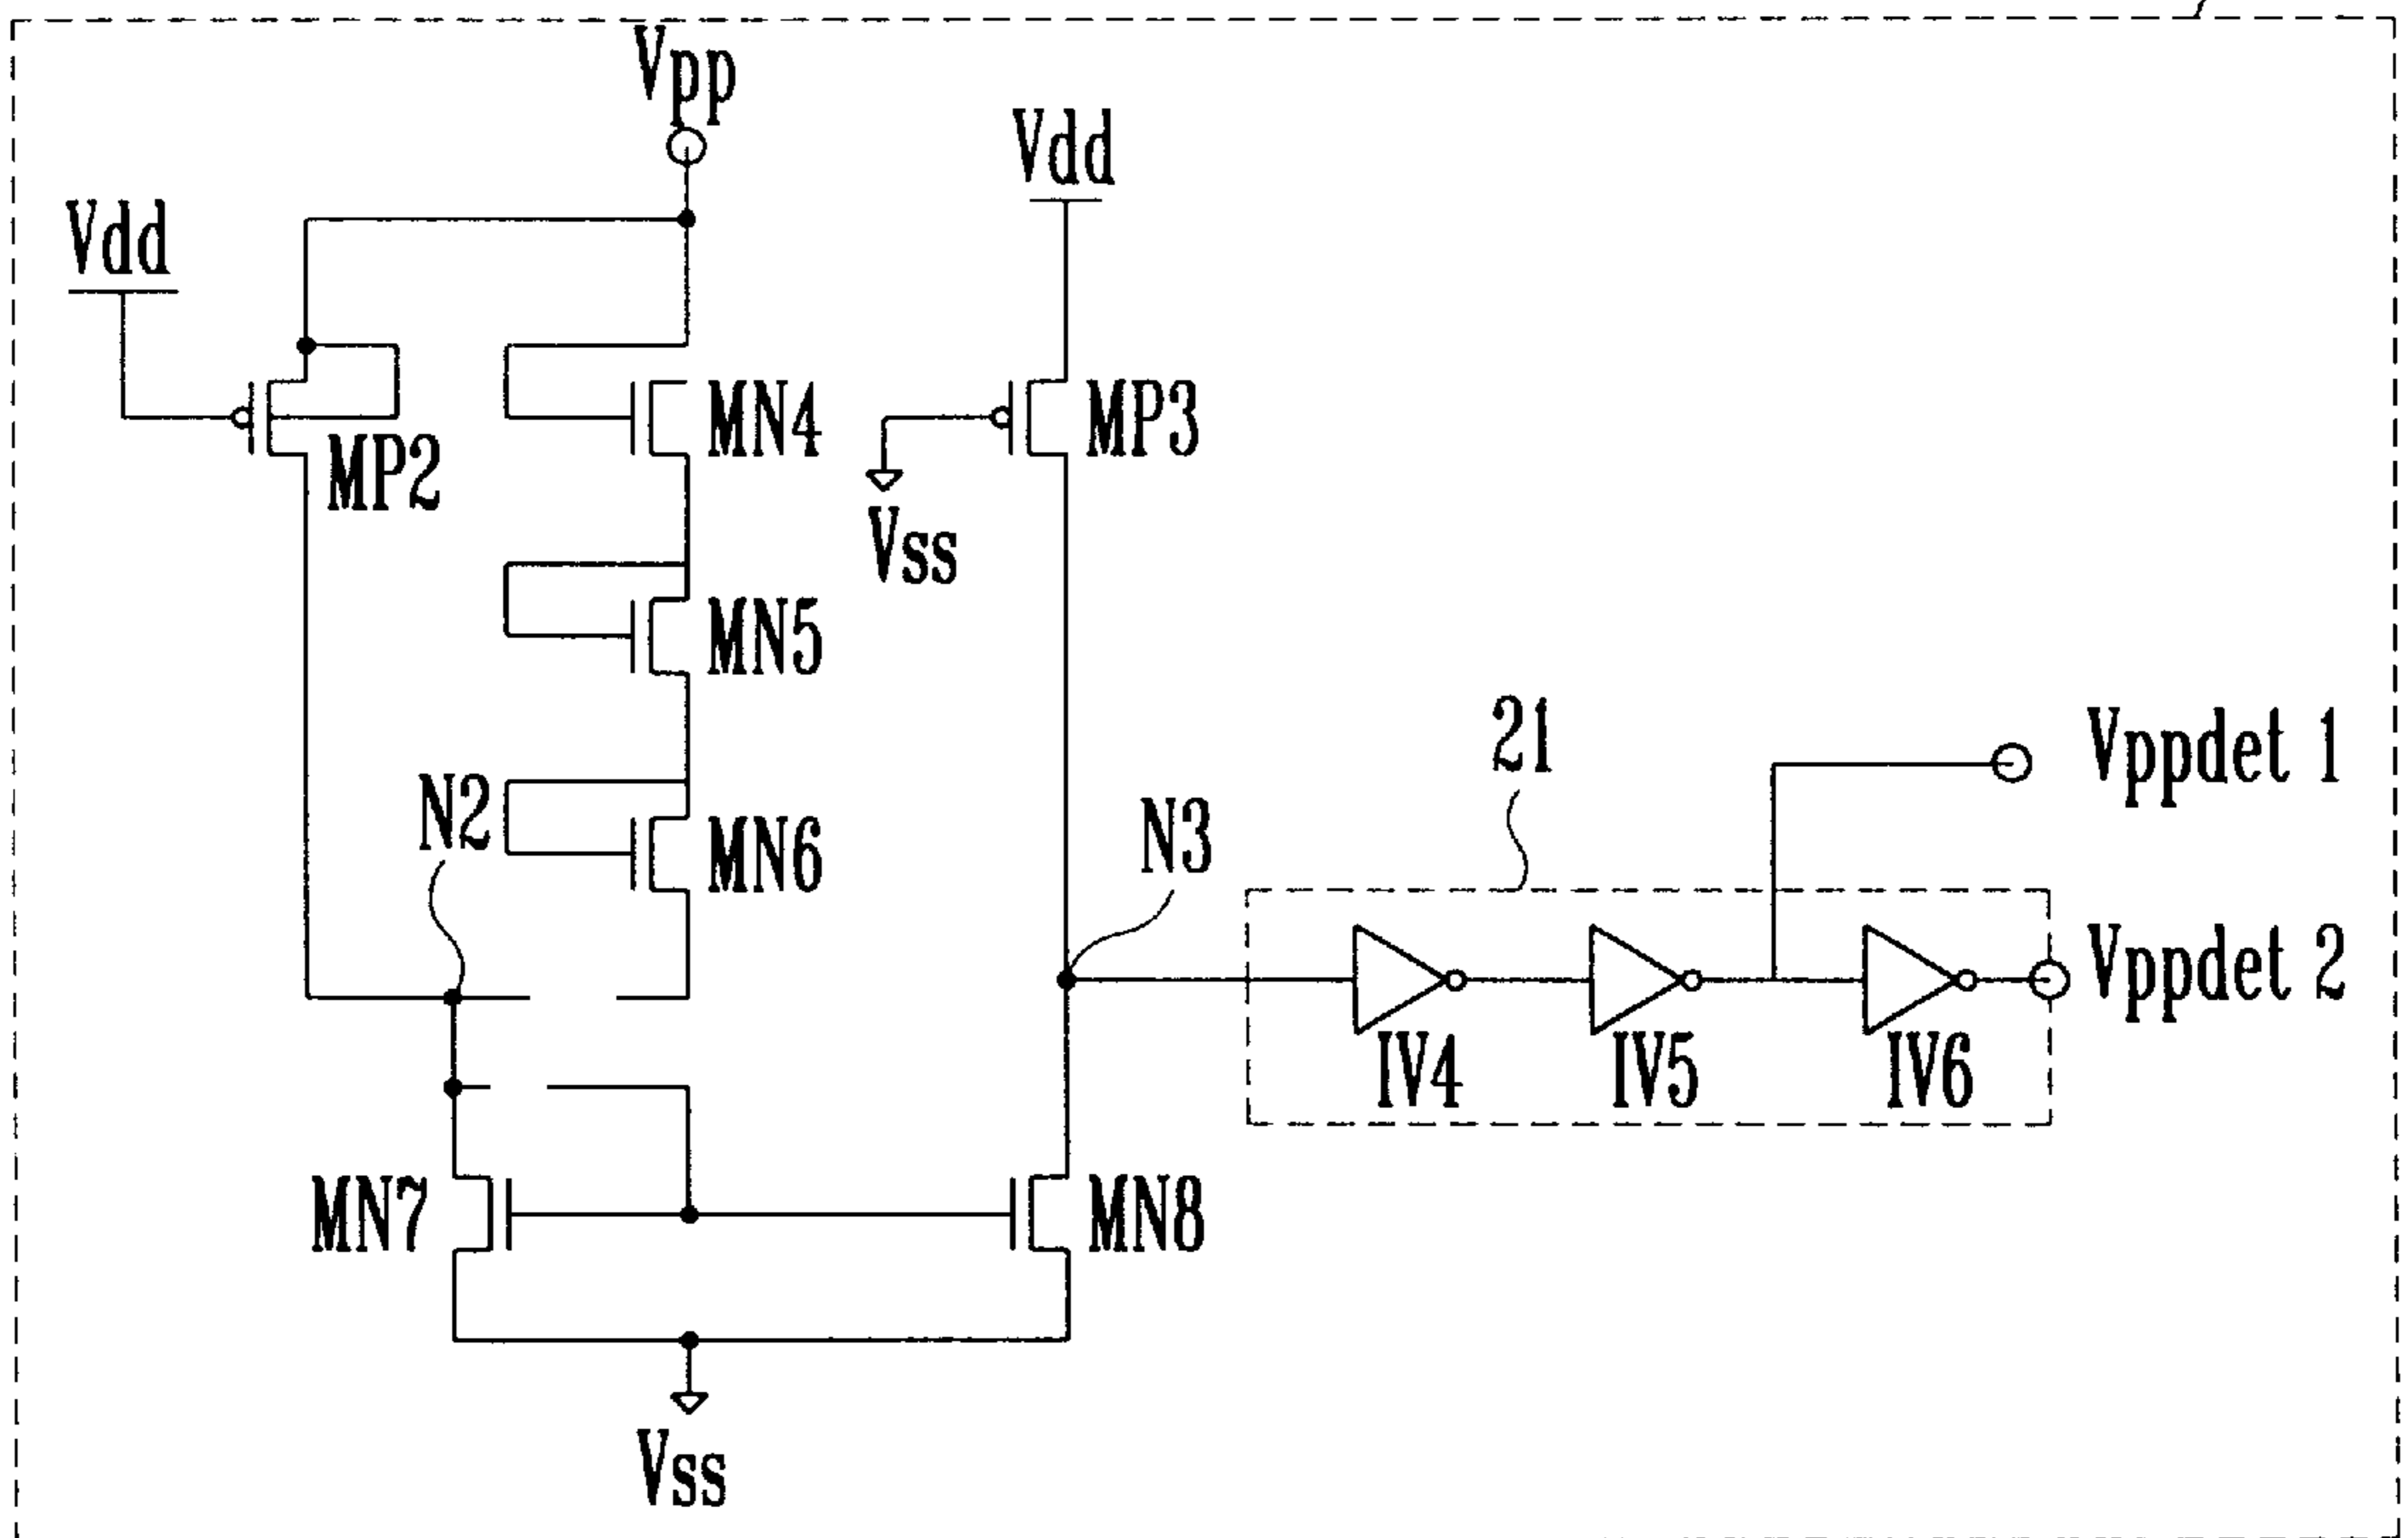 Vpp
Vdd
Vdd
MN4
MP3
MP2
Vss
MN5
21
Vppdet 1
N2
N3
MN6
Vppdet 2
IV4
IV5
IV6
MN7
MN8
Vss